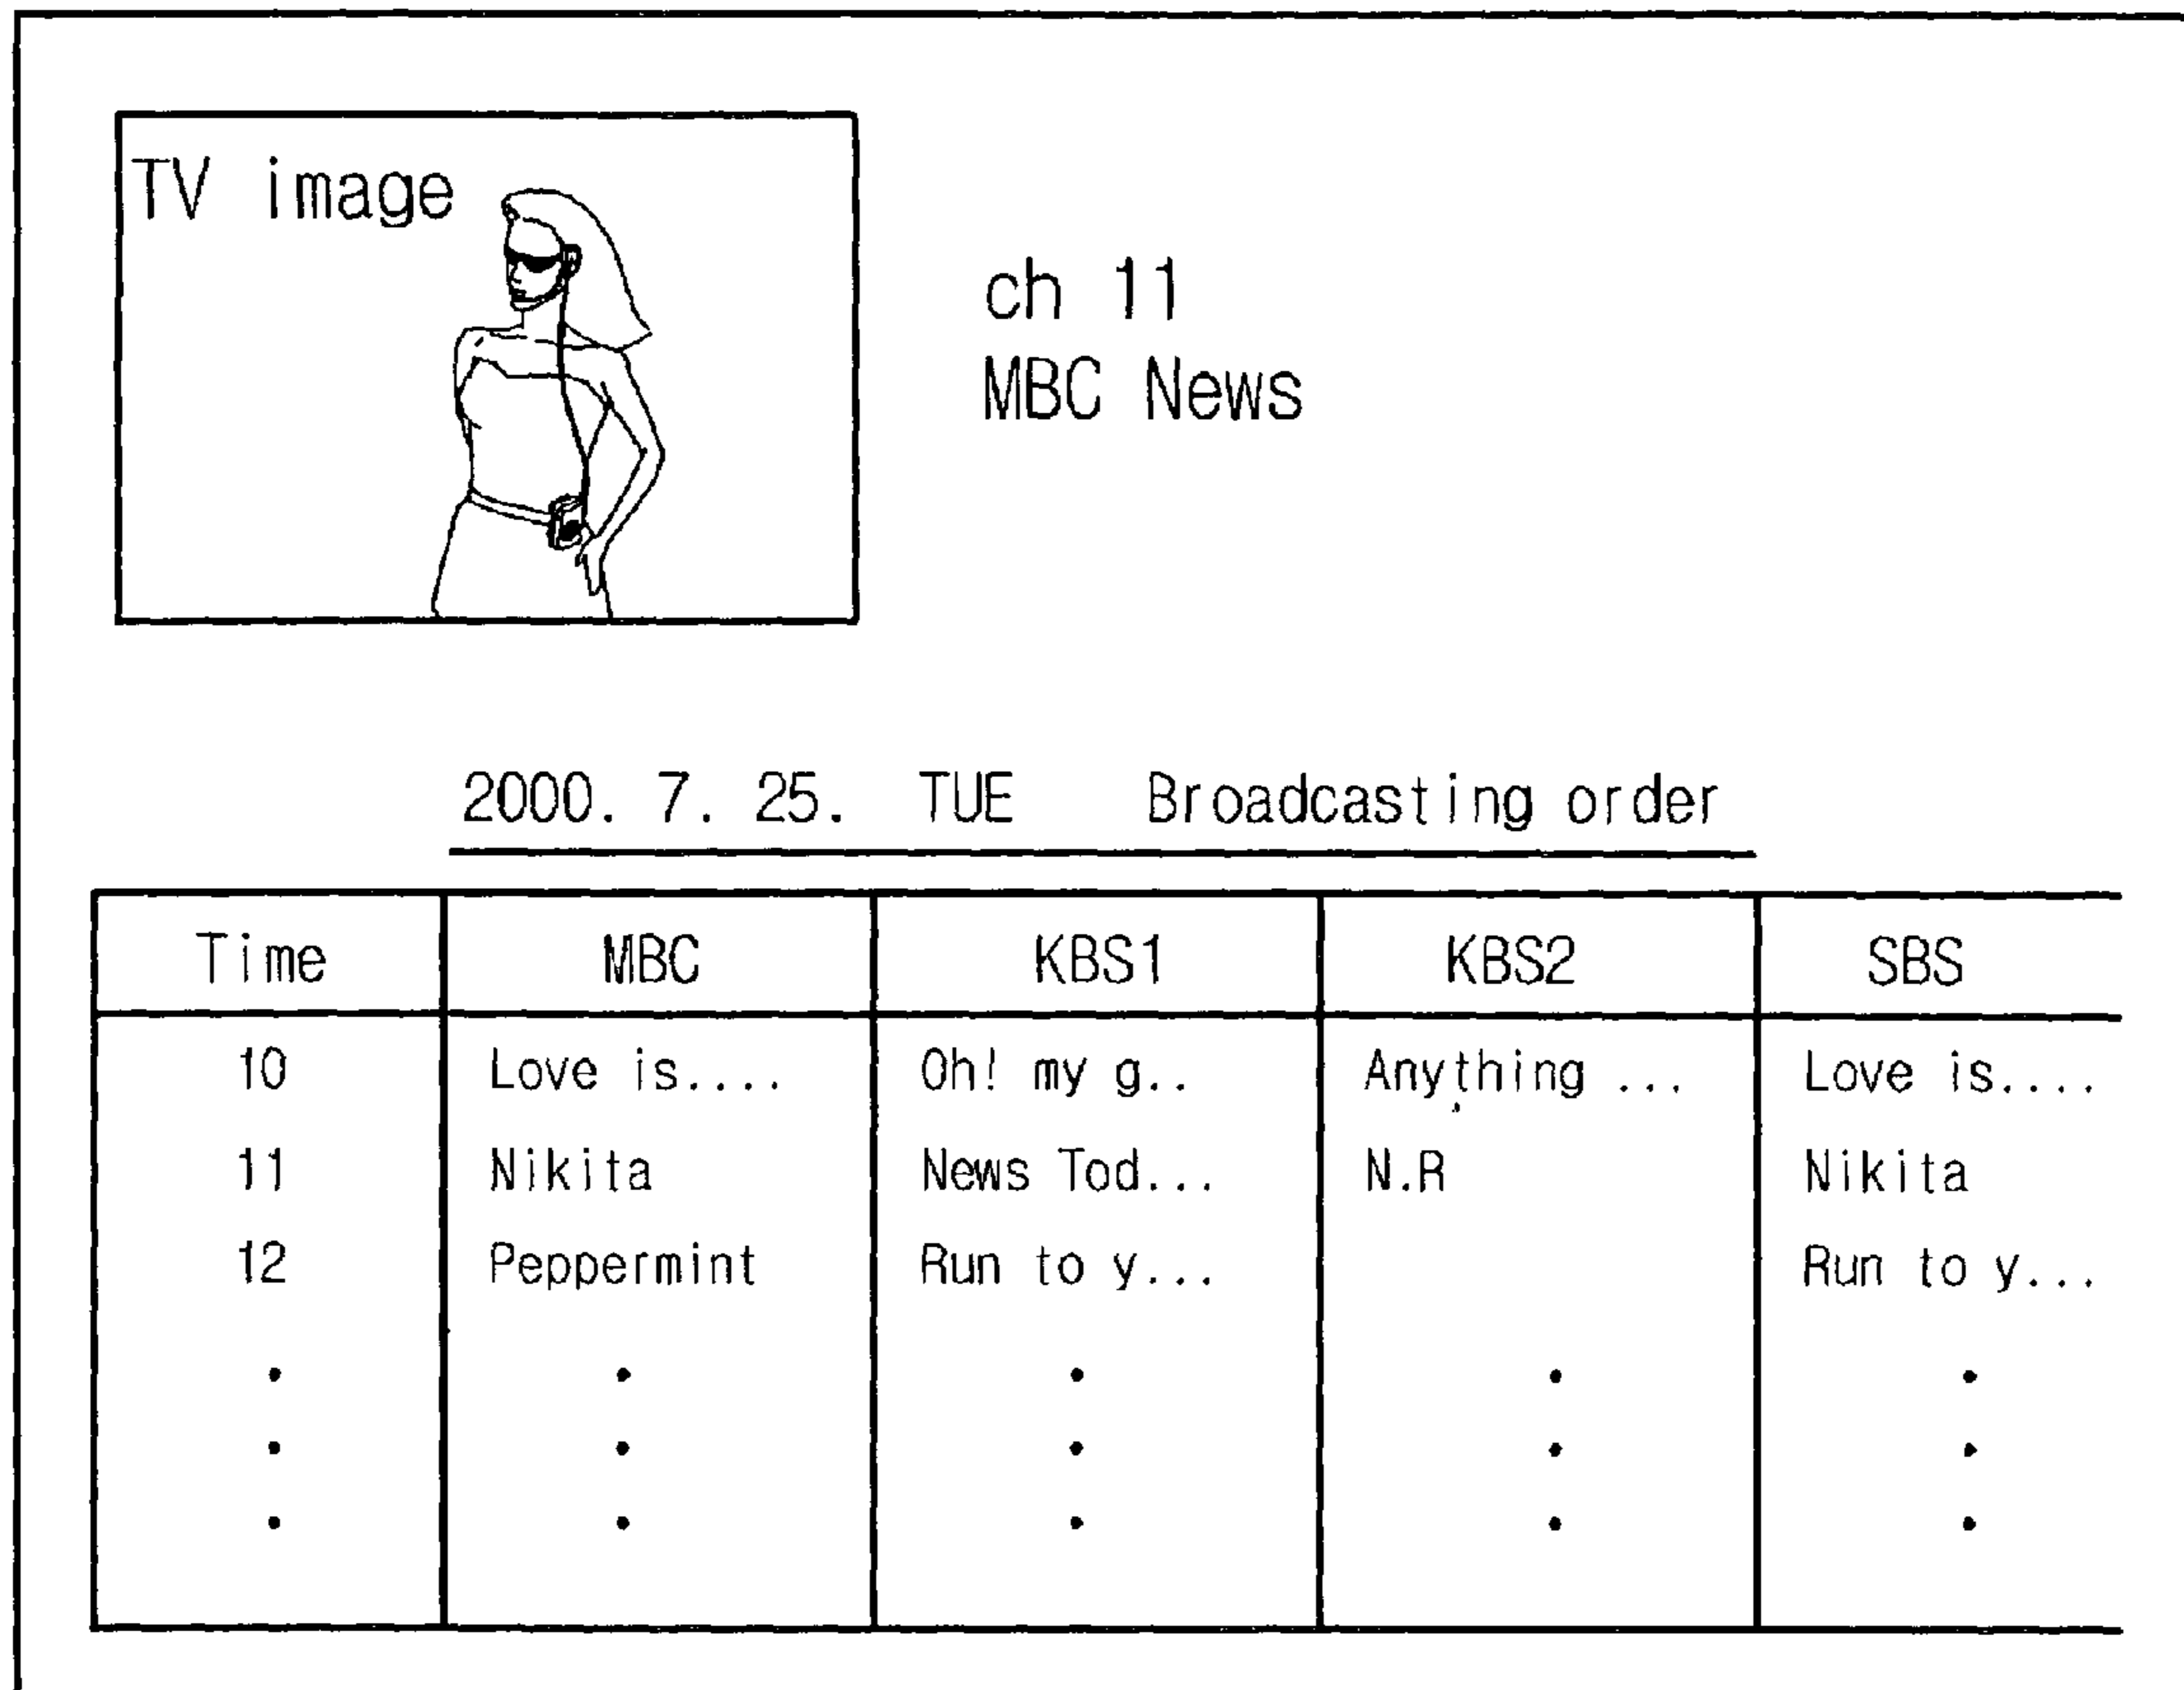 TV image
ch 11
MBC News
2000. 7. 25. TUE Broadcasting order
Time MBC KBS1 KBS2 SBS
10 Love is.... Oh! my g.. Anything ... Love is....
11 Nikita News Tod... N.R Nikita
12 Peppermint Run to y... Run to y...